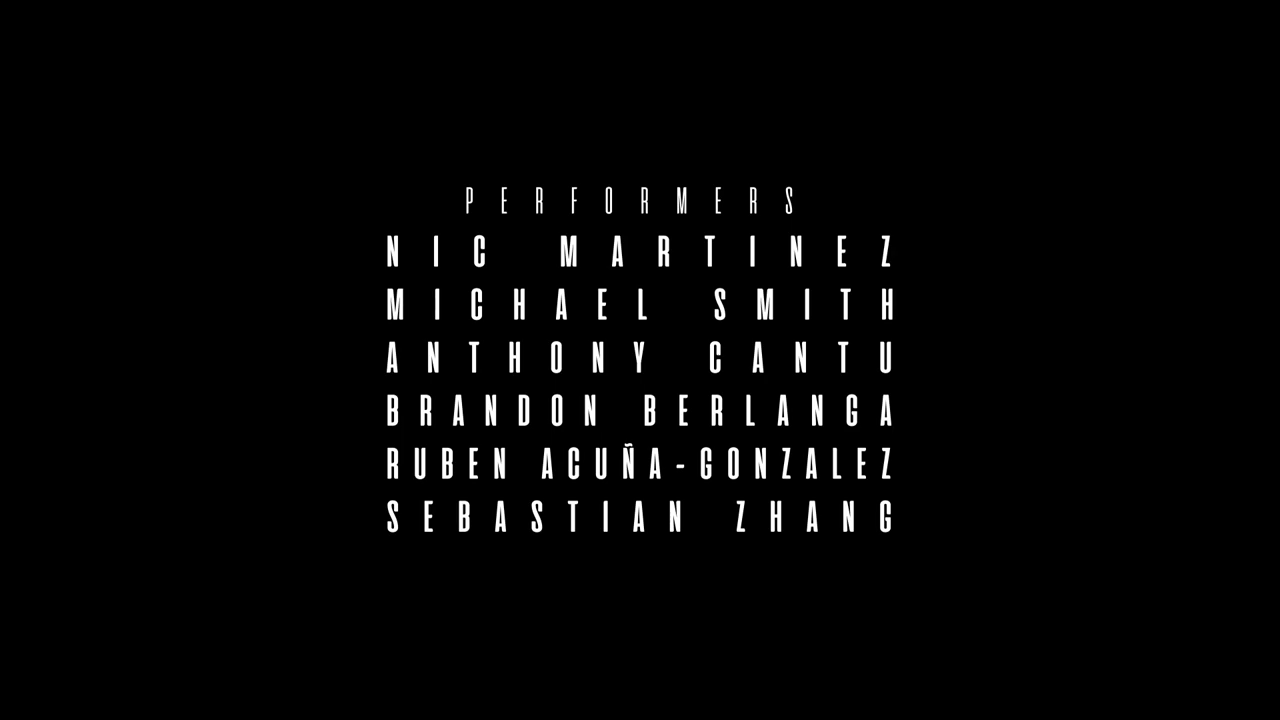 PERFORMERS
NIC MARTINEZ
MICHAEL SMITH
ANTHONY CANTU
BRANDON BERLANGA
RUBEN ACUÑA-GONZALEZ
SEBASTIAN ZHANG